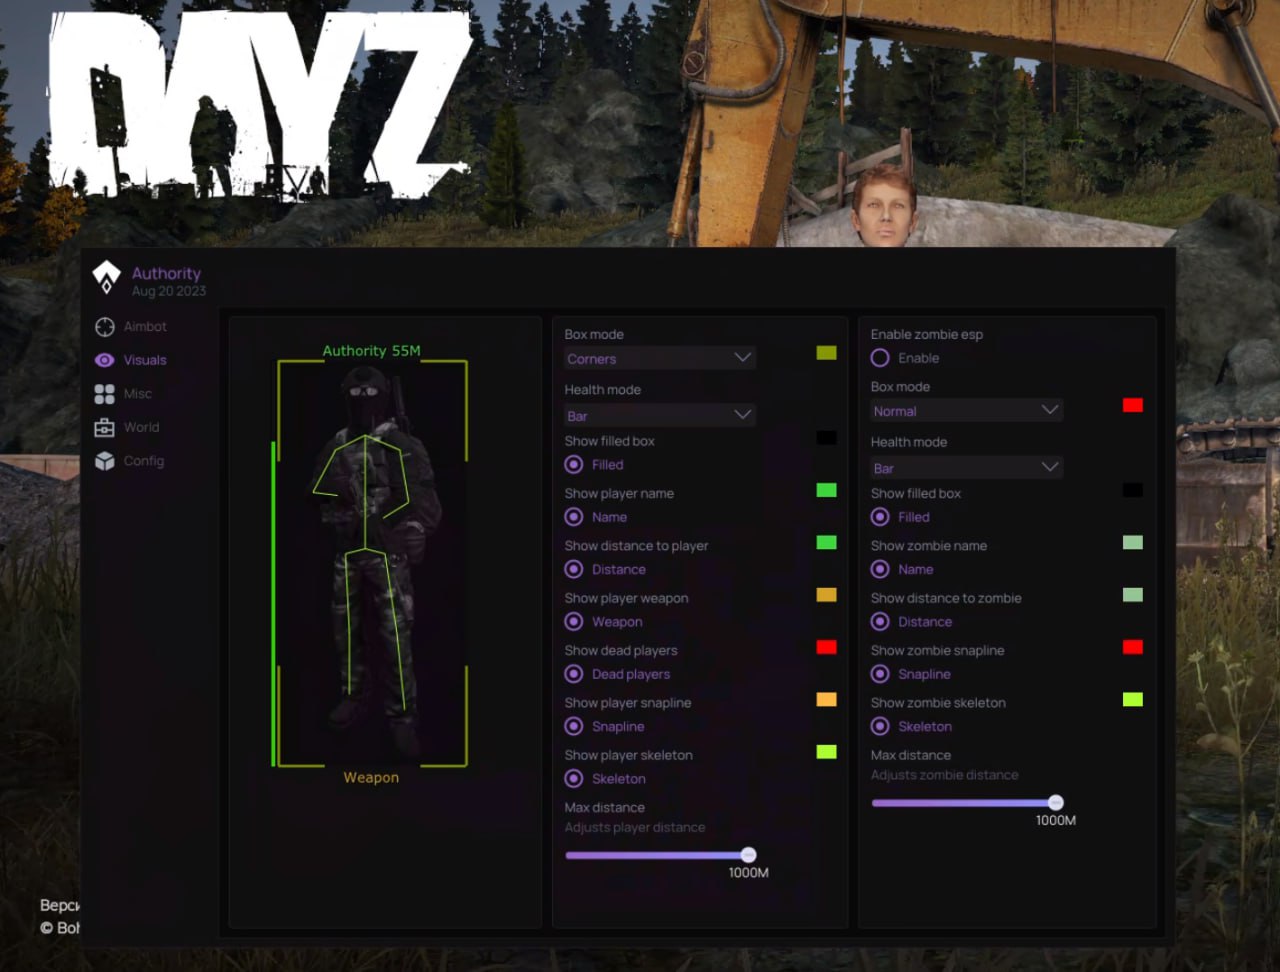 DAYZ
Authority
Aug 20 2023
Aimbot
Visuals
Misc
World
Config
Authority 55M
Weapon
Box mode
Corners
Health mode
Bar
Show filled box
Filled
Show player name
Name
Show distance to player
Distance
Show player weapon
Weapon
Show dead players
Dead players
Show player snapline
Snapline
Show player skeleton
Skeleton
Max distance
Adjusts player distance
1000M
Enable zombie esp
Enable
Box mode
Normal
Health mode
Bar
Show filled box
Filled
Show zombie name
Name
Show distance to zombie
Distance
Show zombie snapline
Snapline
Show zombie skeleton
Skeleton
Max distance
Adjusts zombie distance
1000M
Верси
© Boh